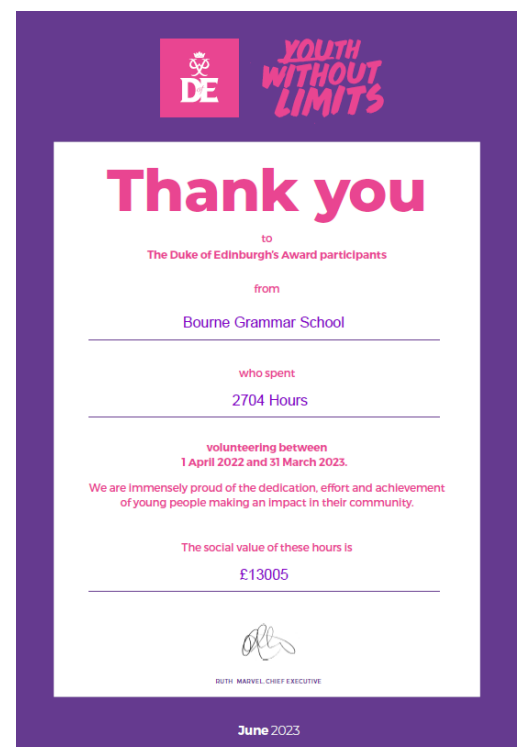 DofE
YOUTH
WITHOUT
LIMITS
Thank you
to
The Duke of Edinburgh's Award participants
from
Bourne Grammar School
who spent
2704 Hours
volunteering between
1 April 2022 and 31 March 2023.
We are immensely proud of the dedication, effort and achievement
of young people making an impact in their community.
The social value of these hours is
£13005
RUTH MARVEL, CHIEF EXECUTIVE
June 2023